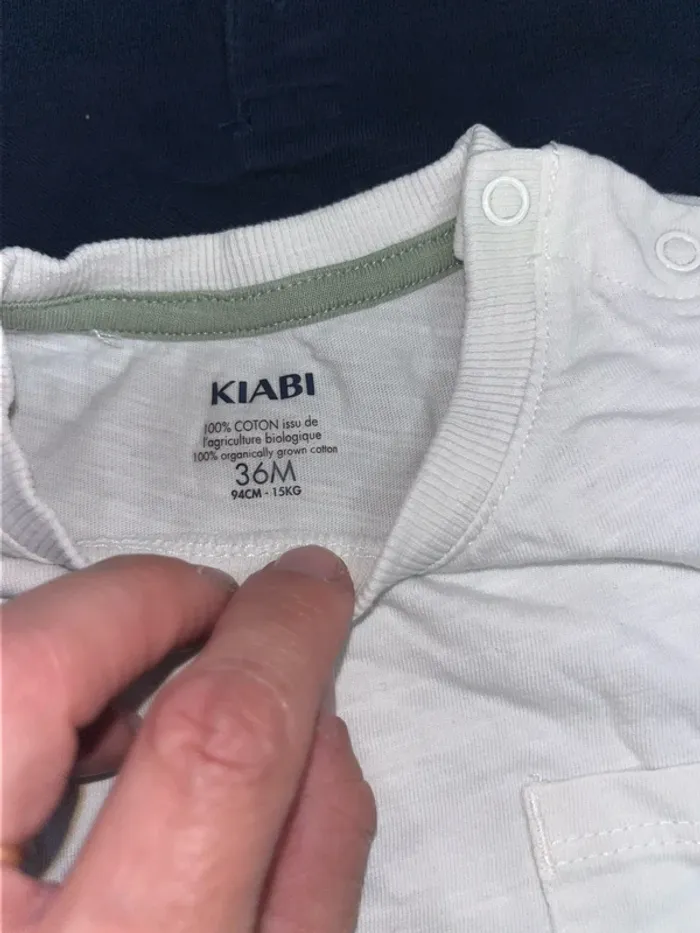 KIABI
100% COTON issu de
l'agriculture biologique
100% organically grown cotton
36M
94CM - 15KG